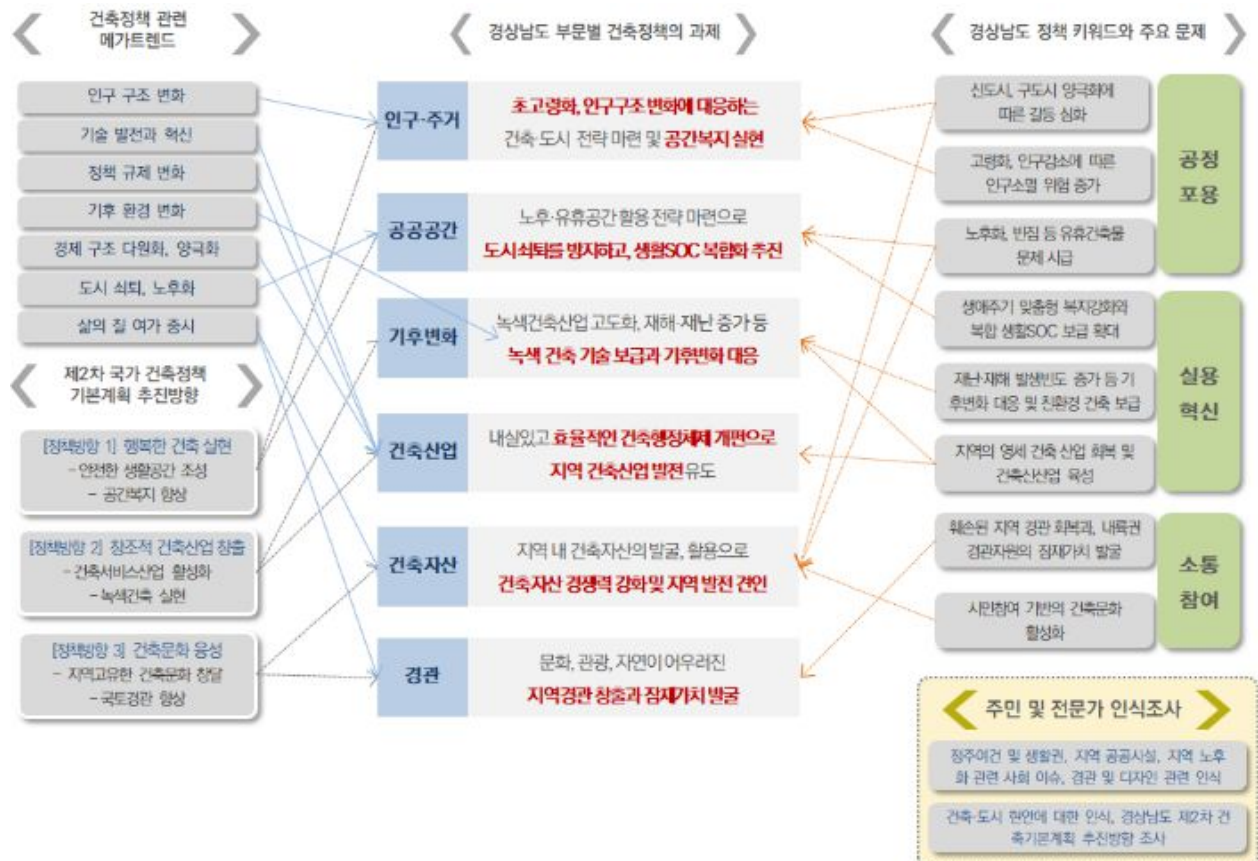 건축정책 관련
메가트렌드
인구 구조 변화
기술 발전과 혁신
정책 규제 변화
기후 환경 변화
경제 구조 다원화, 양극화
도시 쇠퇴, 노후화
삶의 질 여가 중시
제2차 국가 건축정책
기본계획 추진방향
[정책방향 1] 행복한 건축 실현
- 안전한 생활공간 조성
- 공간복지 향상
[정책방향 2] 창조적 건축산업 창출
- 건축서비스산업 활성화
- 녹색건축 실현
[정책방향 3] 건축문화 융성
- 지역고유한 건축문화 창달
- 국토경관 향상
경상남도 부문별 건축정책의 과제
인구·주거
초고령화, 인구구조 변화에 대응하는
건축·도시 전략 마련 및 공간복지 실현
공공공간
노후·유휴공간 활용 전략 마련으로
도시쇠퇴를 방지하고, 생활SOC 복합화 추진
기후변화
녹색건축산업 고도화, 재해·재난 증가 등
녹색 건축 기술 보급과 기후변화 대응
건축산업
내실있고 효율적인 건축행정체제 개편으로
지역 건축산업 발전 유도
건축자산
지역 내 건축자산의 발굴, 활용으로
건축자산 경쟁력 강화 및 지역 발전 견인
경관
문화, 관광, 자연이 어우러진
지역경관 창출과 잠재가치 발굴
경상남도 정책 키워드와 주요 문제
신도시, 구도시 양극화에
따른 갈등 심화
고령화, 인구감소에 따른
인구소멸 위험 증가
노후화, 빈집 등 유휴건축물
문제 시급
공정
포용
생애주기 맞춤형 복지강화와
복합 생활SOC 보급 확대
재난·재해 발생빈도 증가 등 기
후변화 대응 및 친환경 건축 보급
지역의 영세 건축 산업 회복 및
건축신산업 육성
실용
혁신
훼손된 지역 경관 회복과, 내륙권
경관자원의 잠재가치 발굴
시민참여 기반의 건축문화
활성화
소통
참여
주민 및 전문가 인식조사
정주여건 및 생활권, 지역 공공시설, 지역 노후
화 관련 사회 이슈, 경관 및 디자인 관련 인식
건축·도시 현안에 대한 인식, 경상남도 제2차 건
축기본계획 추진방향 조사